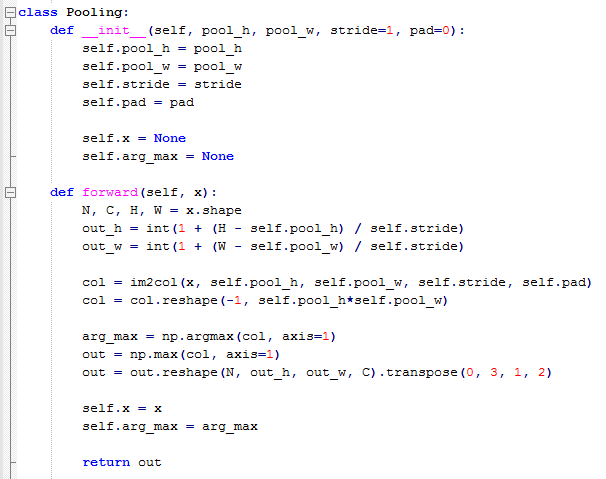 class Pooling:
    def __init__(self, pool_h, pool_w, stride=1, pad=0):
        self.pool_h = pool_h
        self.pool_w = pool_w
        self.stride = stride
        self.pad = pad

        self.x = None
        self.arg_max = None

    def forward(self, x):
        N, C, H, W = x.shape
        out_h = int(1 + (H - self.pool_h) / self.stride)
        out_w = int(1 + (W - self.pool_w) / self.stride)

        col = im2col(x, self.pool_h, self.pool_w, self.stride, self.pad)
        col = col.reshape(-1, self.pool_h*self.pool_w)

        arg_max = np.argmax(col, axis=1)
        out = np.max(col, axis=1)
        out = out.reshape(N, out_h, out_w, C).transpose(0, 3, 1, 2)

        self.x = x
        self.arg_max = arg_max

        return out